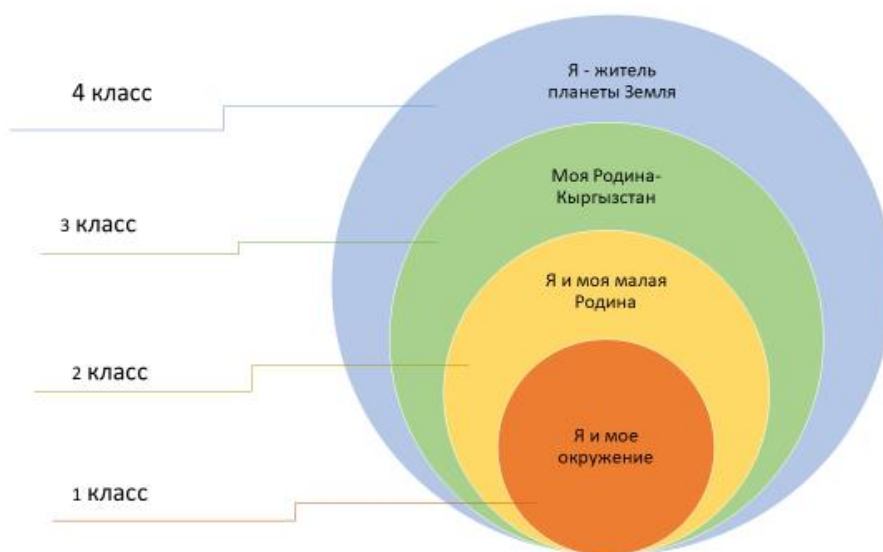 4 класс
Я - житель
планеты Земля
3 класс
Моя Родина-
Кыргызстан
2 класс
Я и моя малая
Родина
1 класс
Я и мое
окружение